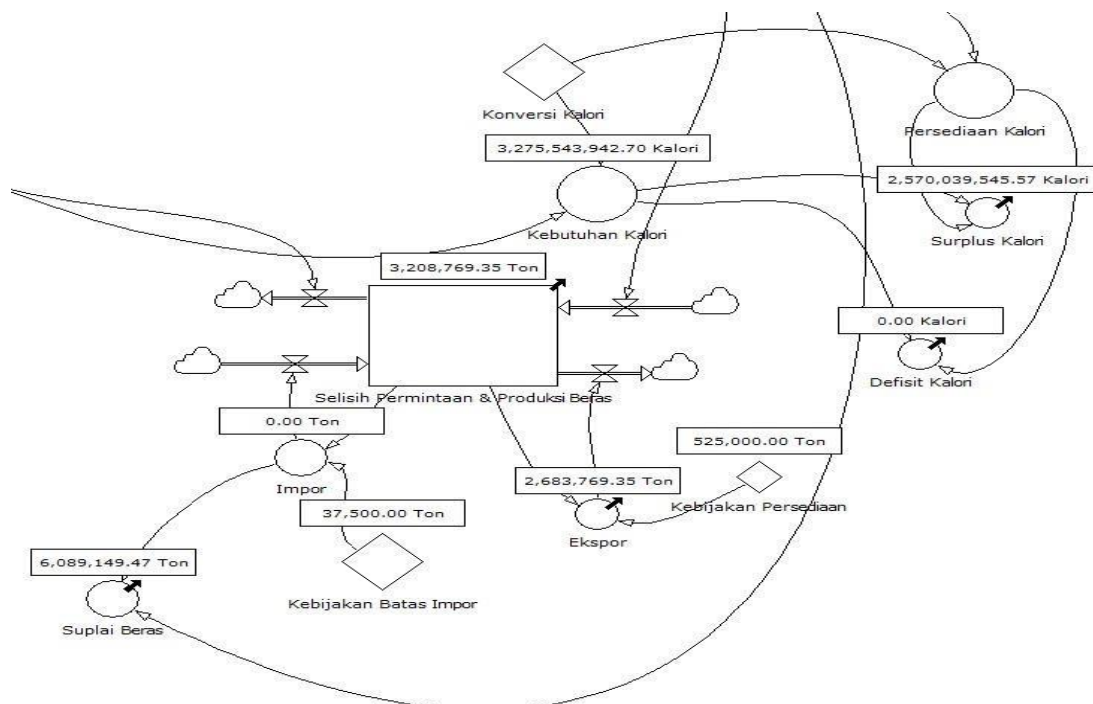 Konversi Kalori
Persediaan Kalori
3,275,543,942.70 Kalori
2,570,039,545.57 Kalori
Kebutuhan Kalori
Surplus Kalori
3,208,769.35 Ton
0.00 Kalori
Defisit Kalori
Selisih Permintaan & Produksi Beras
0.00 Ton
525,000.00 Ton
Impor
2,683,769.35 Ton
Kebijakan Persediaan
37,500.00 Ton
Ekspor
6,089,149.47 Ton
Kebijakan Batas Impor
Suplai Beras